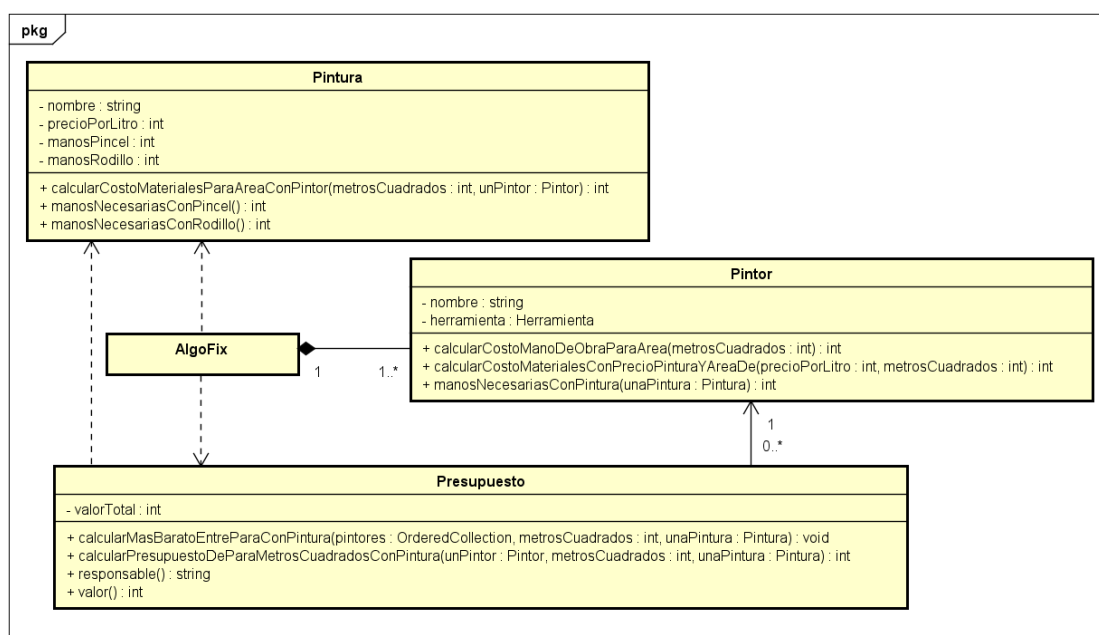 pkg
Pintura
- nombre : string
- precioPorLitro : int
- manosPincel : int
- manosRodillo : int
+ calcularCostoMaterialesParaAreaConPintor(metrosCuadrados : int, unPintor : Pintor) : int
+ manosNecesariasConPincel() : int
+ manosNecesariasConRodillo() : int
Pintor
- nombre : string
- herramienta : Herramienta
+ calcularCostoManoDeObraParaArea(metrosCuadrados : int) : int
+ calcularCostoMaterialesConPrecioPinturaYAreaDe(precioPorLitro : int, metrosCuadrados : int) : int
+ manosNecesariasConPintura(unaPintura : Pintura) : int
AlgoFix
1
1..*
1
0..*
Presupuesto
- valorTotal : int
+ calcularMasBaratoEntreParaConPintura(pintores : OrderedCollection, metrosCuadrados : int, unaPintura : Pintura) : void
+ calcularPresupuestoDeParaMetrosCuadradosConPintura(unPintor : Pintor, metrosCuadrados : int, unaPintura : Pintura) : int
+ responsable() : string
+ valor() : int